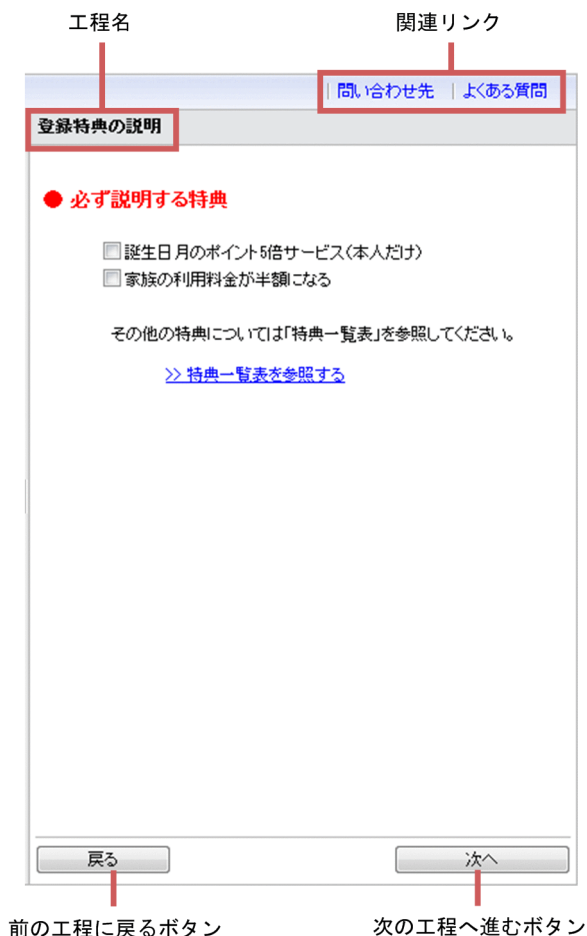 工程名 関連リンク
｜問い合わせ先 ｜よくある質問
登録特典の説明
● 必ず説明する特典
誕生日月のポイント5倍サービス（本人だけ）
家族の利用料金が半額になる
その他の特典については「特典一覧表」を参照してください。
>> 特典一覧表を参照する
戻る 次へ
前の工程に戻るボタン 次の工程へ進むボタン